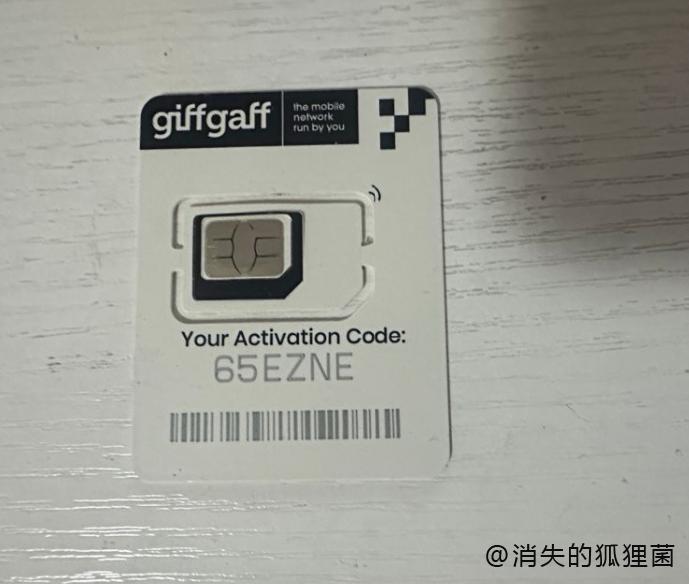 giffgaff
the mobile
network
run by you
Your Activation Code:
65EZNE
@消失的狐狸菌